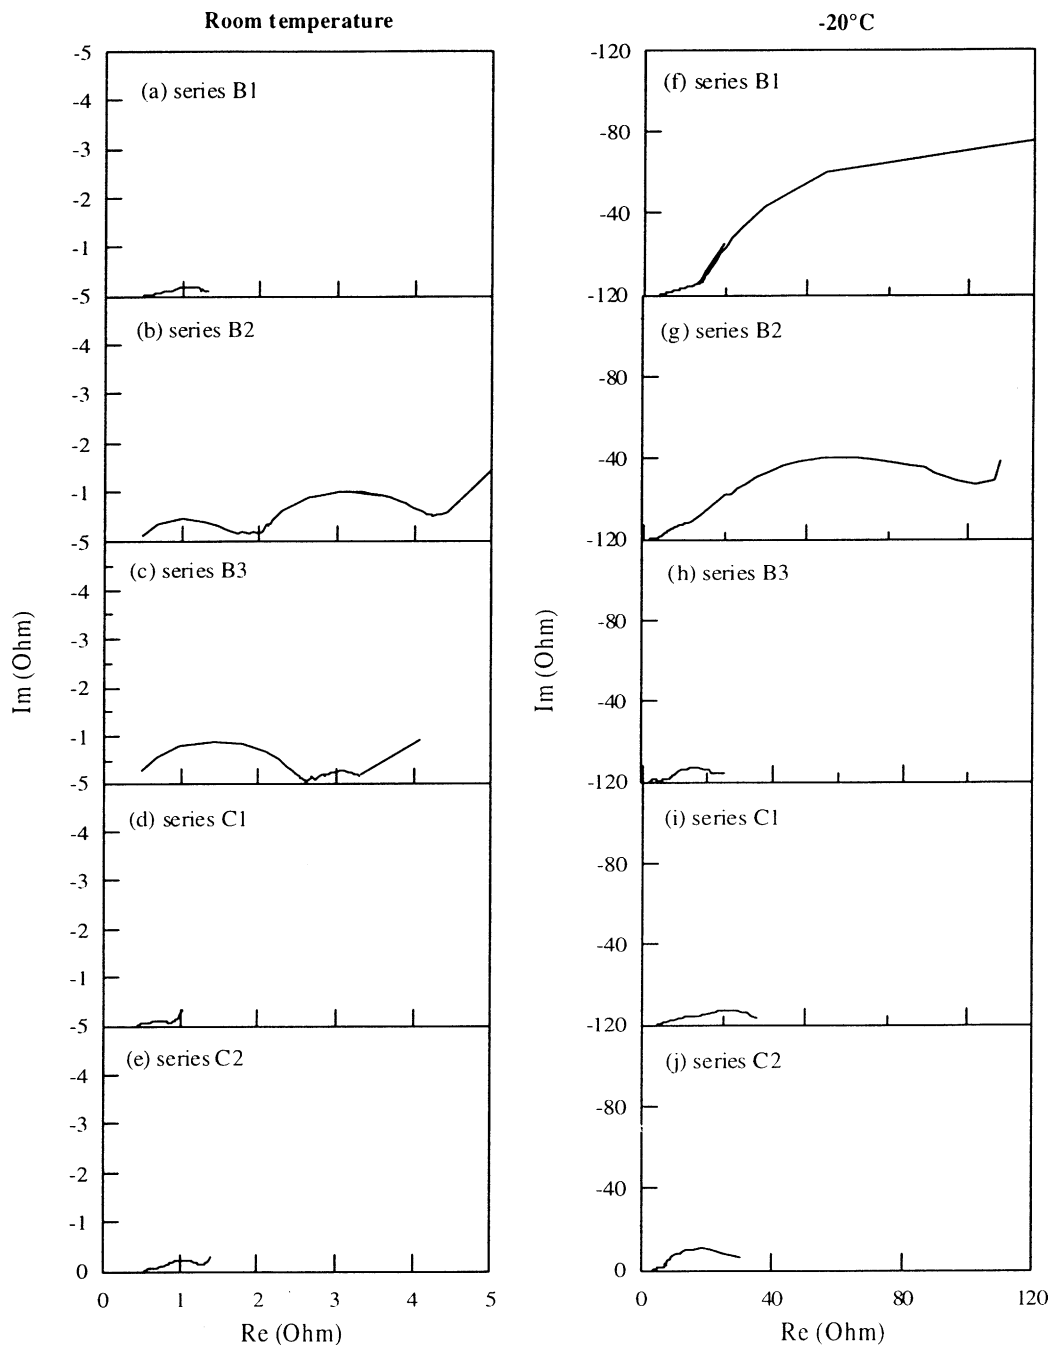 Room temperature
-20°C
-5
-4
-3
-2
-1
-5
(a) series B1
-4
-3
-2
-1
-5
(b) series B2
-4
-3
-2
-1
-5
(c) series B3
-4
-3
-2
-1
-5
(d) series C1
-4
-3
-2
-1
0
(e) series C2
0 1 2 3 4 5
Re (Ohm)
Im (Ohm)
-120
-80
-40
-120
(f) series B1
-80
-40
-120
(g) series B2
-80
-40
-120
(h) series B3
-80
-40
-120
(i) series C1
-80
-40
0
(j) series C2
0 40 80 120
Re (Ohm)
Im (Ohm)